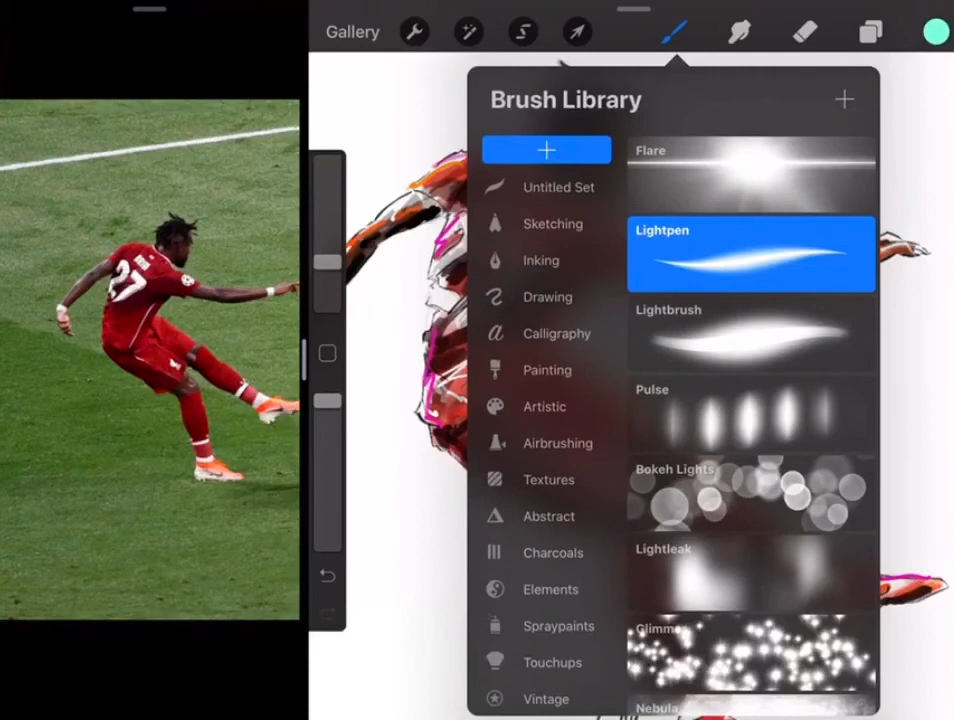 Gallery
Brush Library
Untitled Set
Sketching
Inking
Drawing
Calligraphy
Painting
Artistic
Airbrushing
Textures
Abstract
Charcoals
Elements
Spraypaints
Touchups
Vintage
Flare
Lightpen
Lightbrush
Pulse
Bokeh Lights
Lightleak
Glimmer
Nebula
27